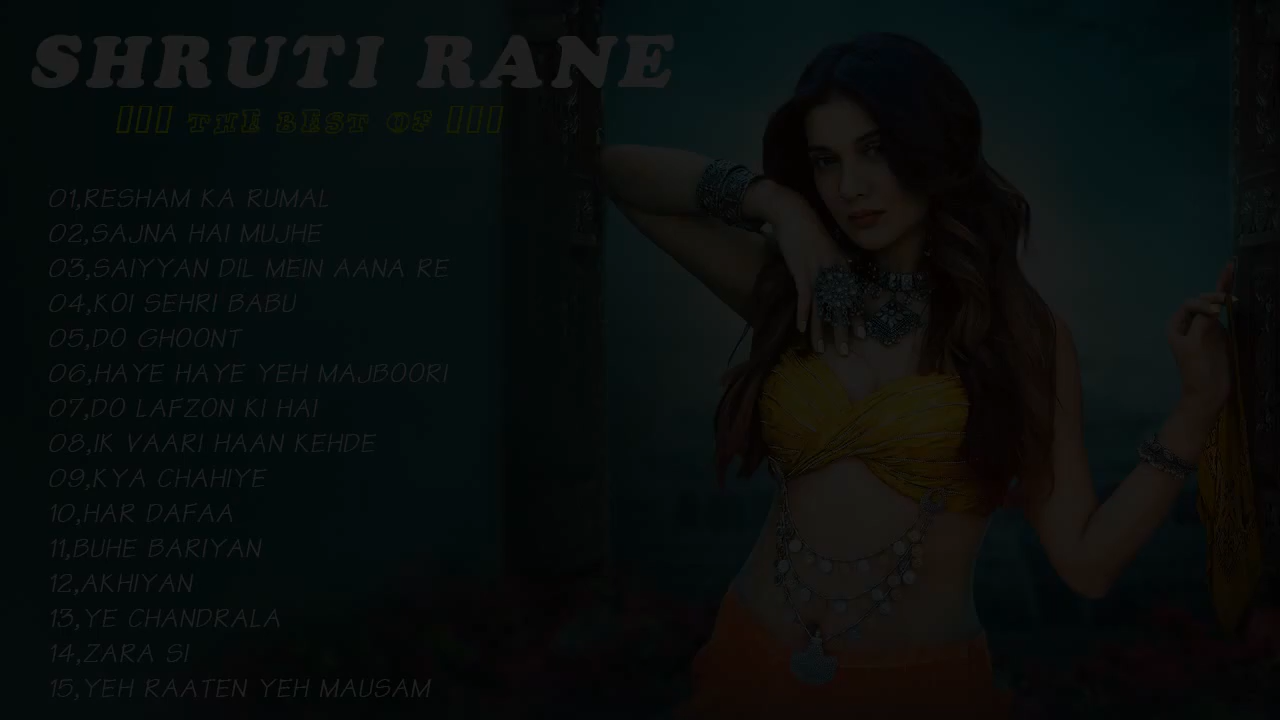 SHRUTI RANE
THE BEST OF
01,RESHAM KA RUMAL
02,SAJNA HAI MUJHE
03,SAIYYAN DIL MEIN AANA RE
04,KOI SEHRI BABU
05,DO GHOONT
06,HAYE HAYE YEH MAJBOORI
07,DO LAFZON KI HAI
08,IK VAARI HAAN KEHDE
09,KYA CHAHIYE
10,HAR DAFAA
11,BUHE BARIYAN
12,AKHIYAN
13,YE CHANDRALA
14,ZARA SI
15,YEH RAATEN YEH MAUSAM